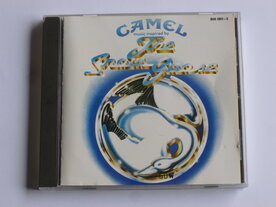 CAMEL
music inspired by
The
Snow Goose